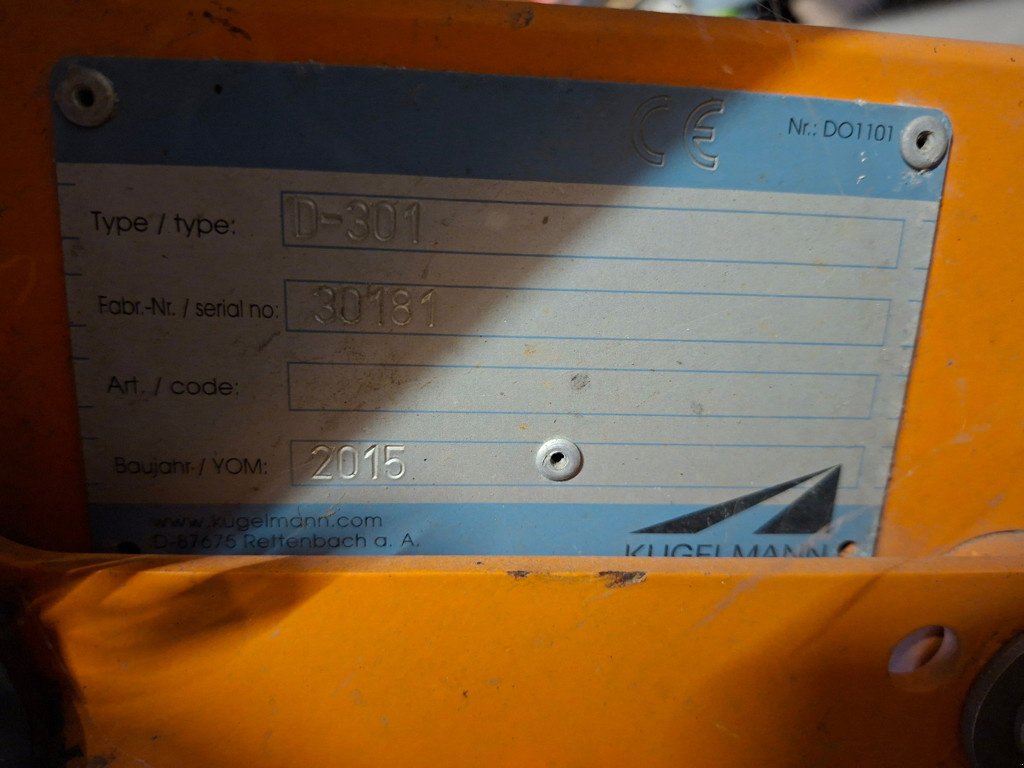 CE Nr.: DO1101
Type / type: D-301
Fabr.-Nr. / serial no: 30181
Art. / code:
Baujahr / YOM: 2015
www.kugelmann.com
D-87675 Rettenbach a. A.
KUGELMANN